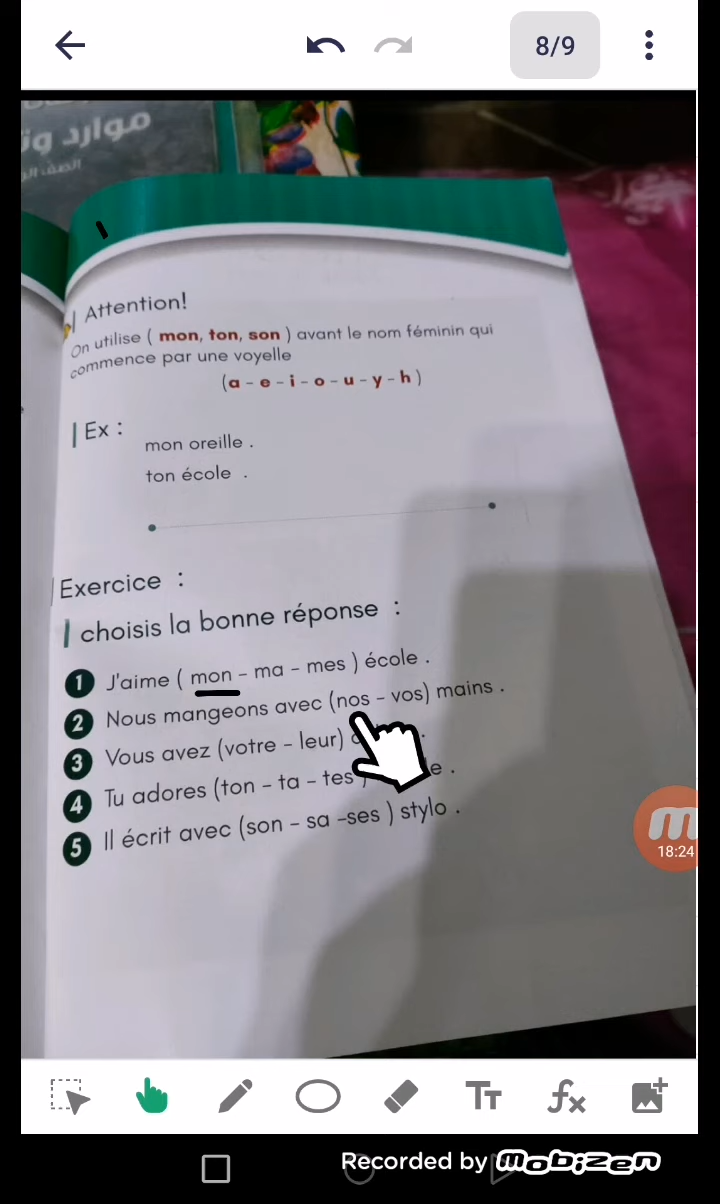 8/9
موارد
الصف
Attention!
On utilise ( mon, ton, son ) avant le nom féminin qui
commence par une voyelle
(a - e - i - o - u - y - h )
Ex :
mon oreille .
ton école .
Exercice :
choisis la bonne réponse :
1 J'aime ( mon - ma - mes ) école .
2 Nous mangeons avec (nos - vos) mains .
3 Vous avez (votre - leur)
4 Tu adores (ton - ta - tes
5 Il écrit avec (son - sa -ses ) stylo .
18:24
Tт
fx
Recorded by Mobizen